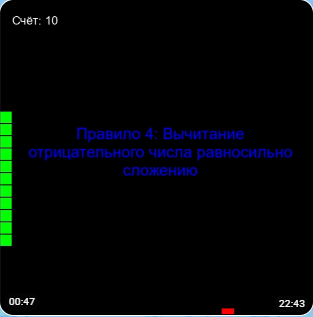 Счёт: 10
Правило 4: Вычитание
отрицательного числа равносильно
сложению
00:47
22:43